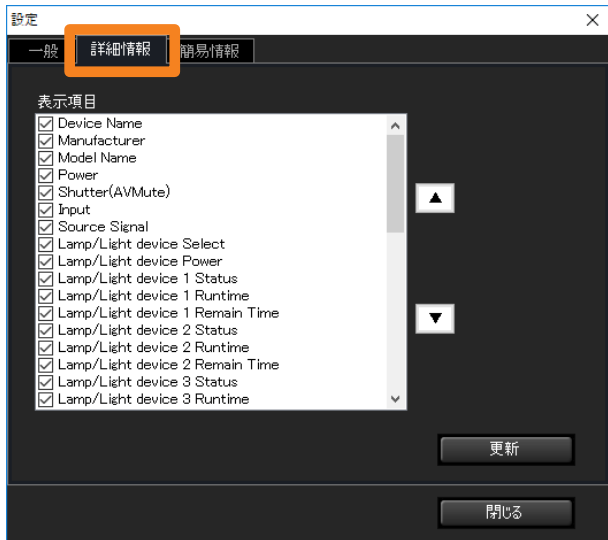 設定
一般 詳細情報 簡易情報
表示項目
Device Name
Manufacturer
Model Name
Power
Shutter(AVMute)
Input
Source Signal
Lamp/Light device Select
Lamp/Light device Power
Lamp/Light device 1 Status
Lamp/Light device 1 Runtime
Lamp/Light device 1 Remain Time
Lamp/Light device 2 Status
Lamp/Light device 2 Runtime
Lamp/Light device 2 Remain Time
Lamp/Light device 3 Status
Lamp/Light device 3 Runtime
更新
閉じる